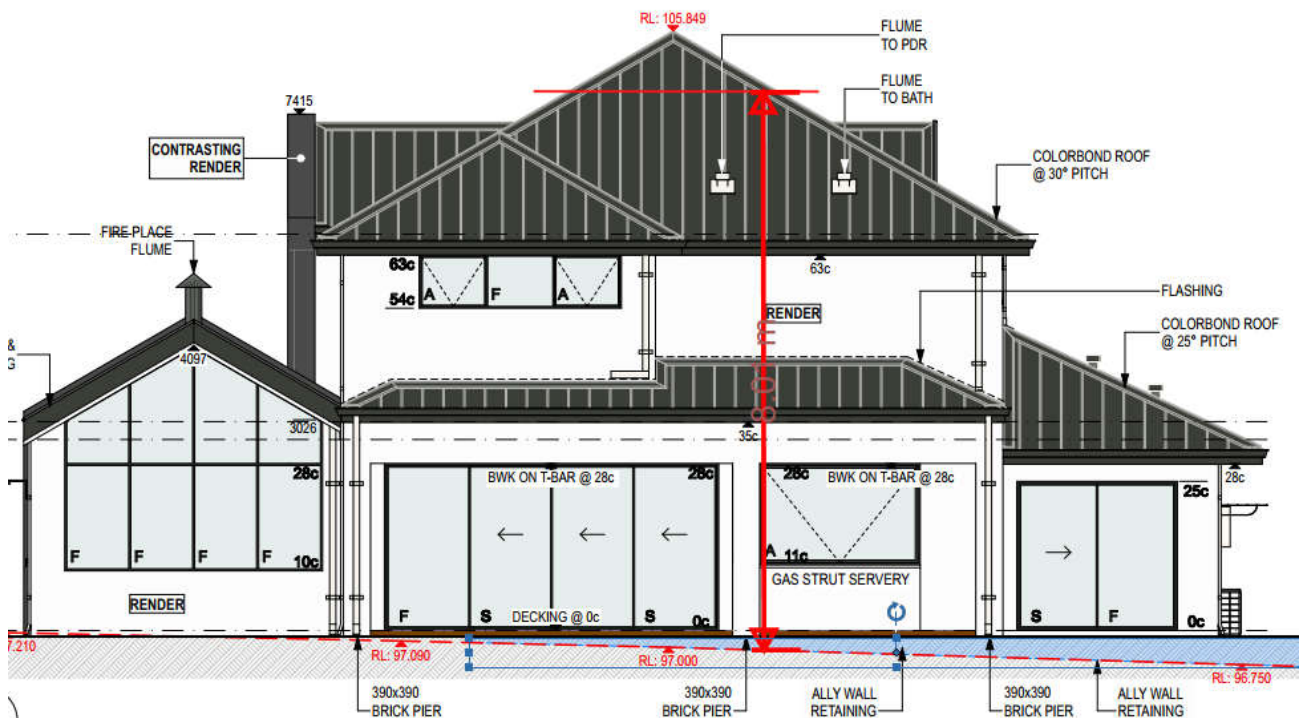 RL: 105.849
FLUME
TO PDR
FLUME
TO BATH
7415
CONTRASTING
RENDER
COLORBOND ROOF
@ 30° PITCH
FIRE PLACE
FLUME
63c
54c
A
F
A
63c
RENDER
FLASHING
COLORBOND ROOF
@ 25° PITCH
&
G
4097
3026
35c
28c
BWK ON T-BAR @ 28c
28c
28c
BWK ON T-BAR @ 28c
28c
25c
F
F
F
F
10c
A
11c
GAS STRUT SERVERY
RENDER
F
S
DECKING @ 0c
S
0c
S
F
0c
7.210
RL: 97.090
RL: 97.000
RL: 96.750
390x390
BRICK PIER
390x390
BRICK PIER
ALLY WALL
RETAINING
390x390
BRICK PIER
ALLY WALL
RETAINING